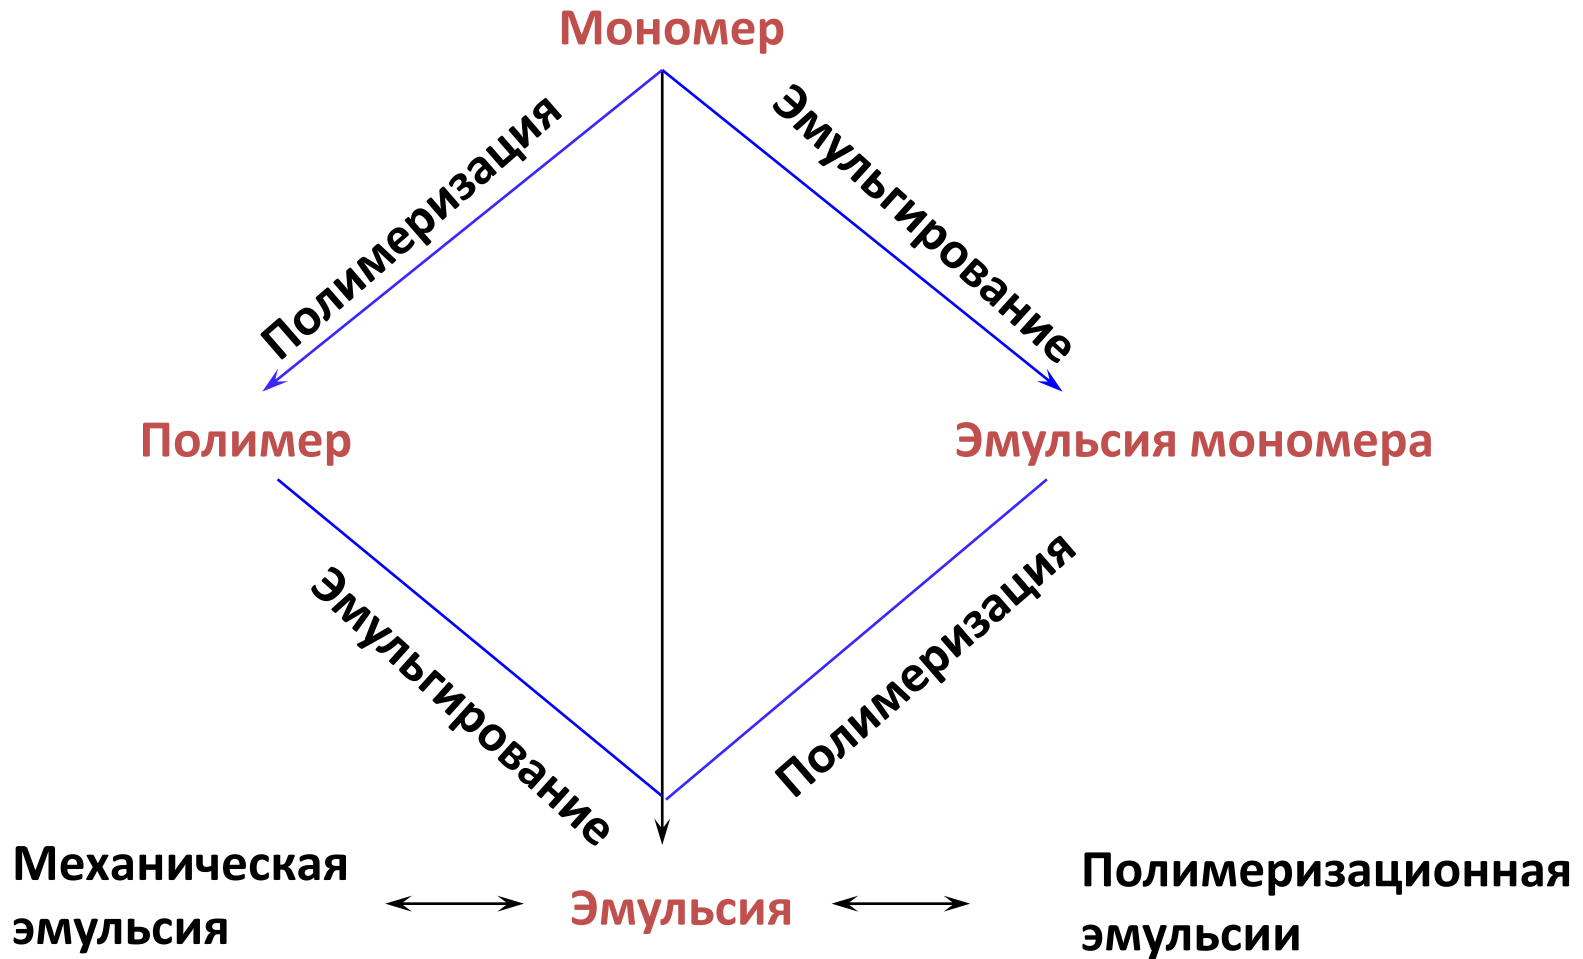 Мономер
Полимеризация
Эмульгирование
Полимер
Эмульсия мономера
Эмульгирование
Полимеризация
Механическая
эмульсия
Эмульсия
Полимеризационная
эмульсии